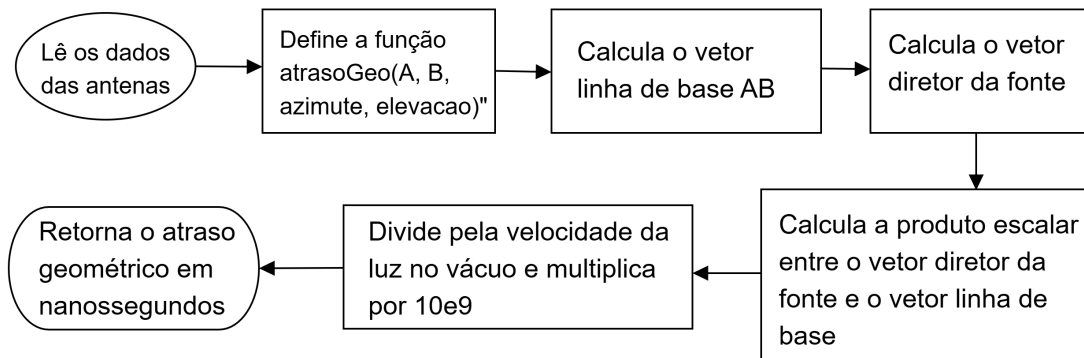 Lê os dados
das antenas
Define a função
atrasoGeo(A, B,
azimute, elevacao)"
Calcula o vetor
linha de base AB
Calcula o vetor
diretor da fonte
Calcula a produto escalar
entre o vetor diretor da
fonte e o vetor linha de
base
Divide pela velocidade da
luz no vácuo e multiplica
por 10e9
Retorna o atraso
geométrico em
nanossegundos